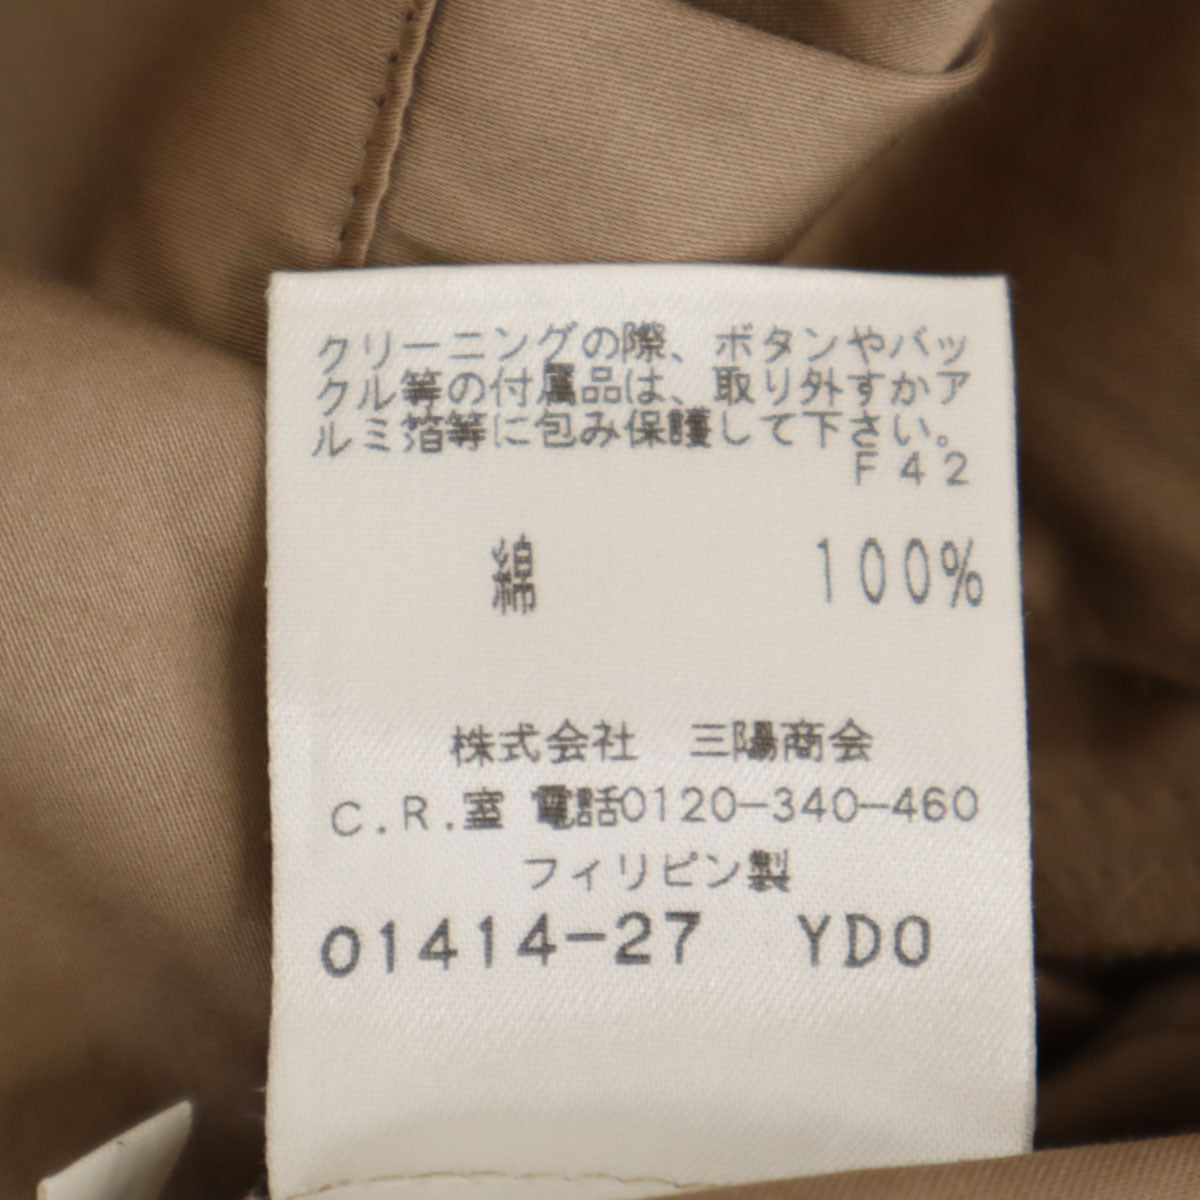 クリーニングの際、ボタンやバッ
クル等の付属品は、取り外すかア
ルミ箔等に包み保護して下さい。
F42
綿 100%
株式会社 三陽商会
C.R.室 電話0120-340-460
フィリピン製
01414-27 YDO